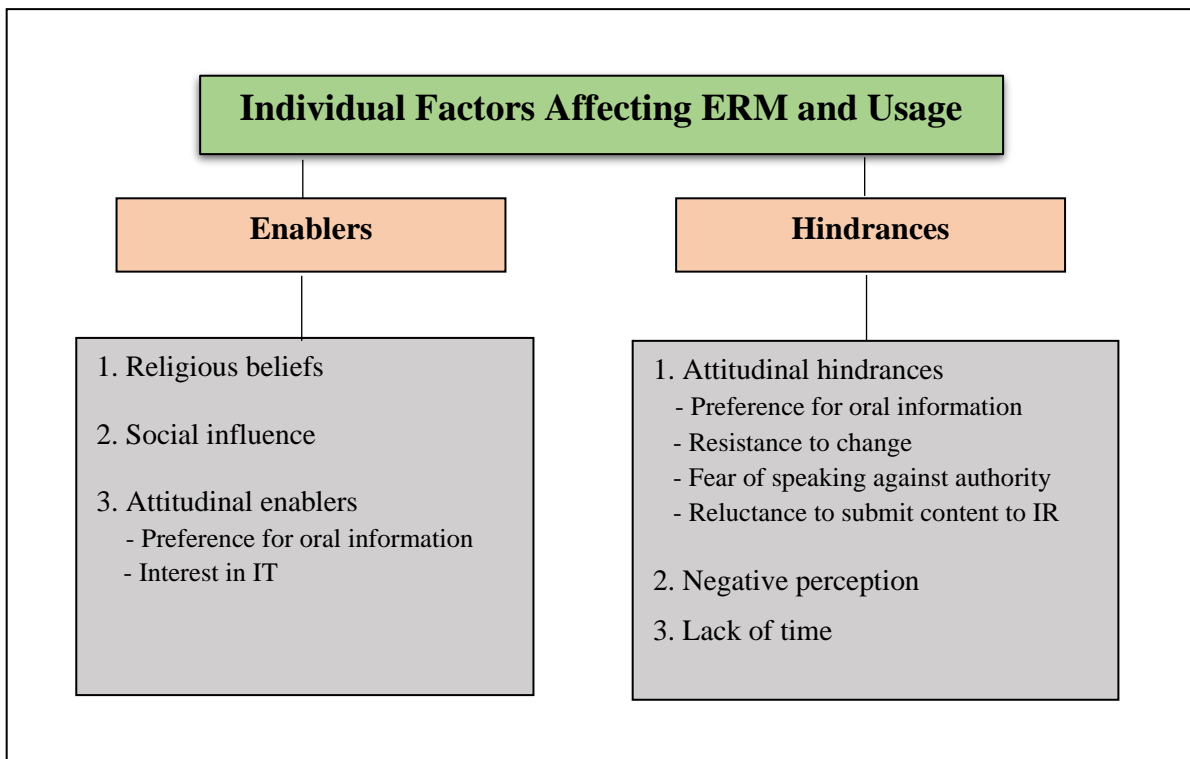 Individual Factors Affecting ERM and Usage
Enablers
1. Religious beliefs
2. Social influence
3. Attitudinal enablers
- Preference for oral information
- Interest in IT
Hindrances
1. Attitudinal hindrances
- Preference for oral information
- Resistance to change
- Fear of speaking against authority
- Reluctance to submit content to IR
2. Negative perception
3. Lack of time